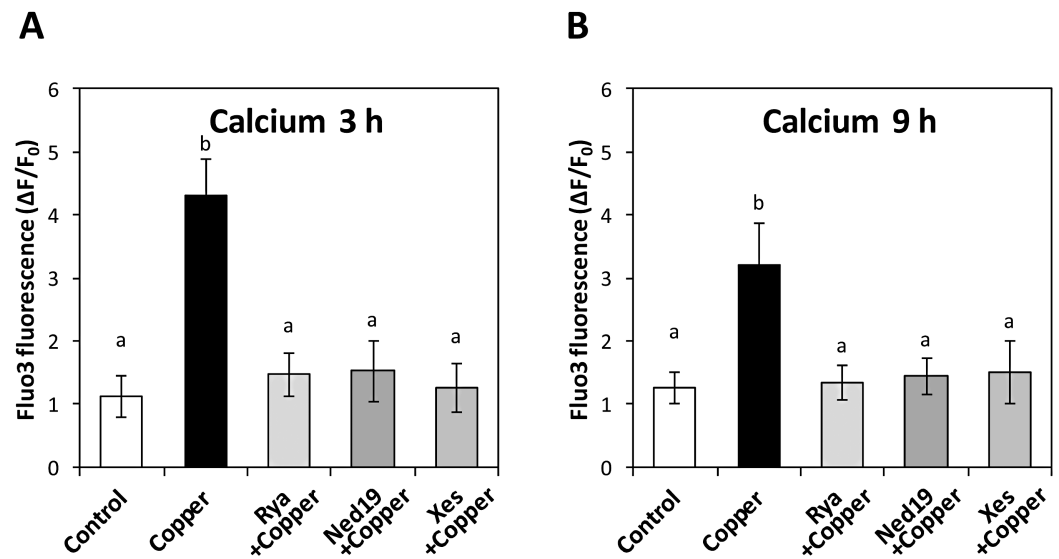 A
Calcium 3 h
Fluo3 fluorescence (ΔF/F₀)
6
5
4
3
2
1
0
a
b
a
a
a
Control
Copper
Rya
+Copper
Ned19
+Copper
Xes
+Copper
B
Calcium 9 h
Fluo3 fluorescence (ΔF/F₀)
6
5
4
3
2
1
0
a
b
a
a
a
Control
Copper
Rya
+Copper
Ned19
+Copper
Xes
+Copper